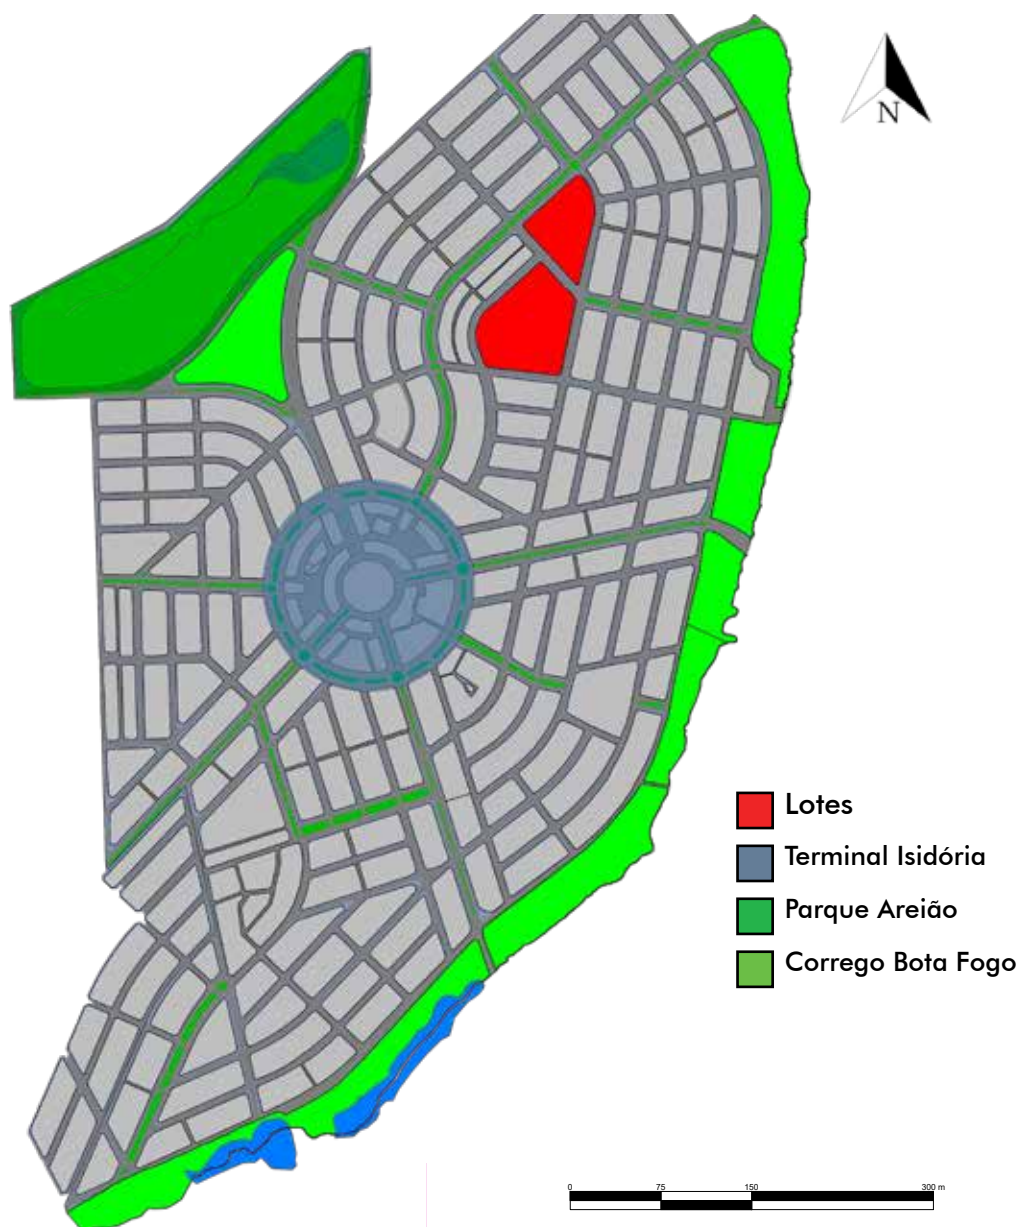 N
Lotes
Terminal Isidória
Parque Areião
Corrego Bota Fogo
0 75 150 300 m